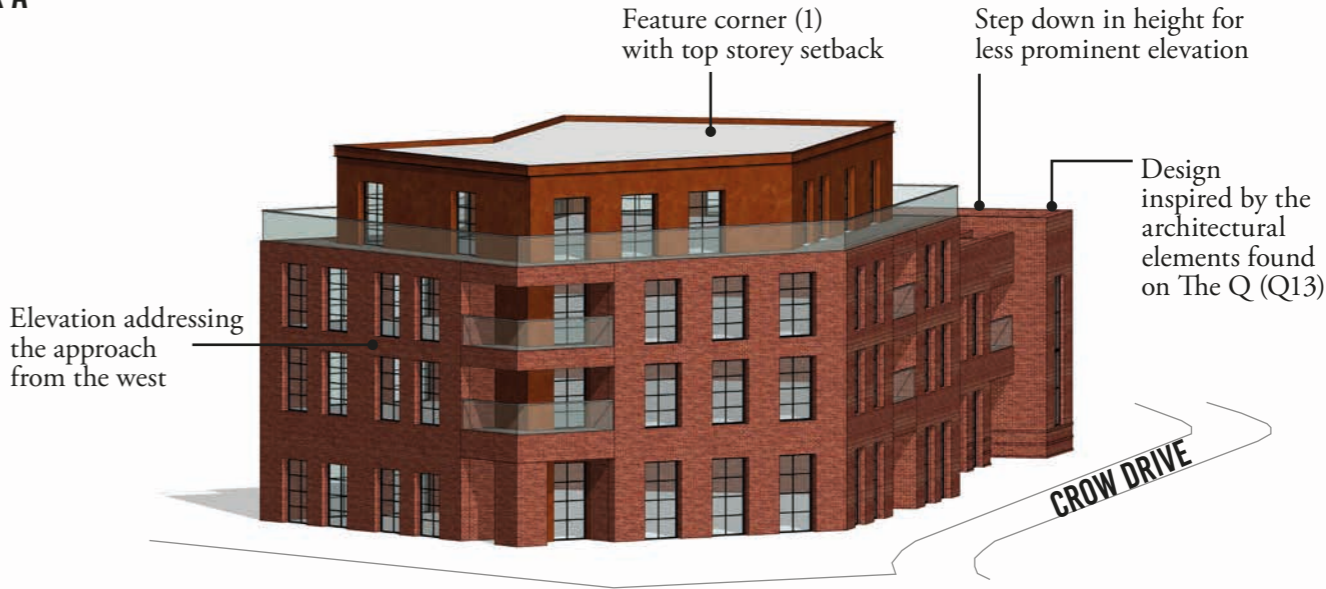 Feature corner (1)
with top storey setback
Step down in height for
less prominent elevation
Design
inspired by the
architectural
elements found
on The Q (Q13)
Elevation addressing
the approach
from the west
CROW DRIVE